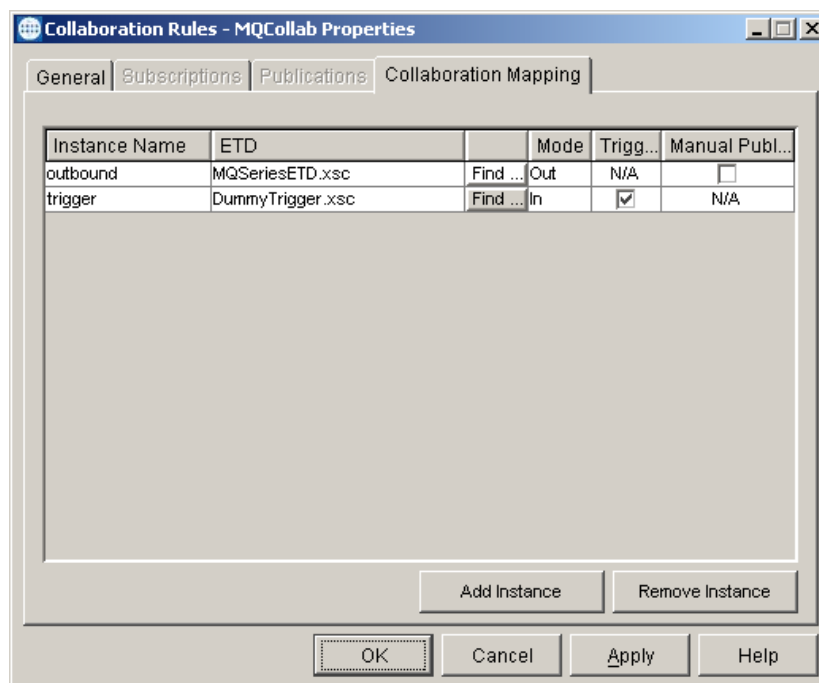 Collaboration Rules - MQCollab Properties
General Subscriptions Publications Collaboration Mapping
Instance Name ETD Mode Trigg... Manual Publ...
outbound MQSeriesETD.xsc Find ... Out N/A
trigger DummyTrigger.xsc Find ... In N/A
Add Instance Remove Instance
OK Cancel Apply Help